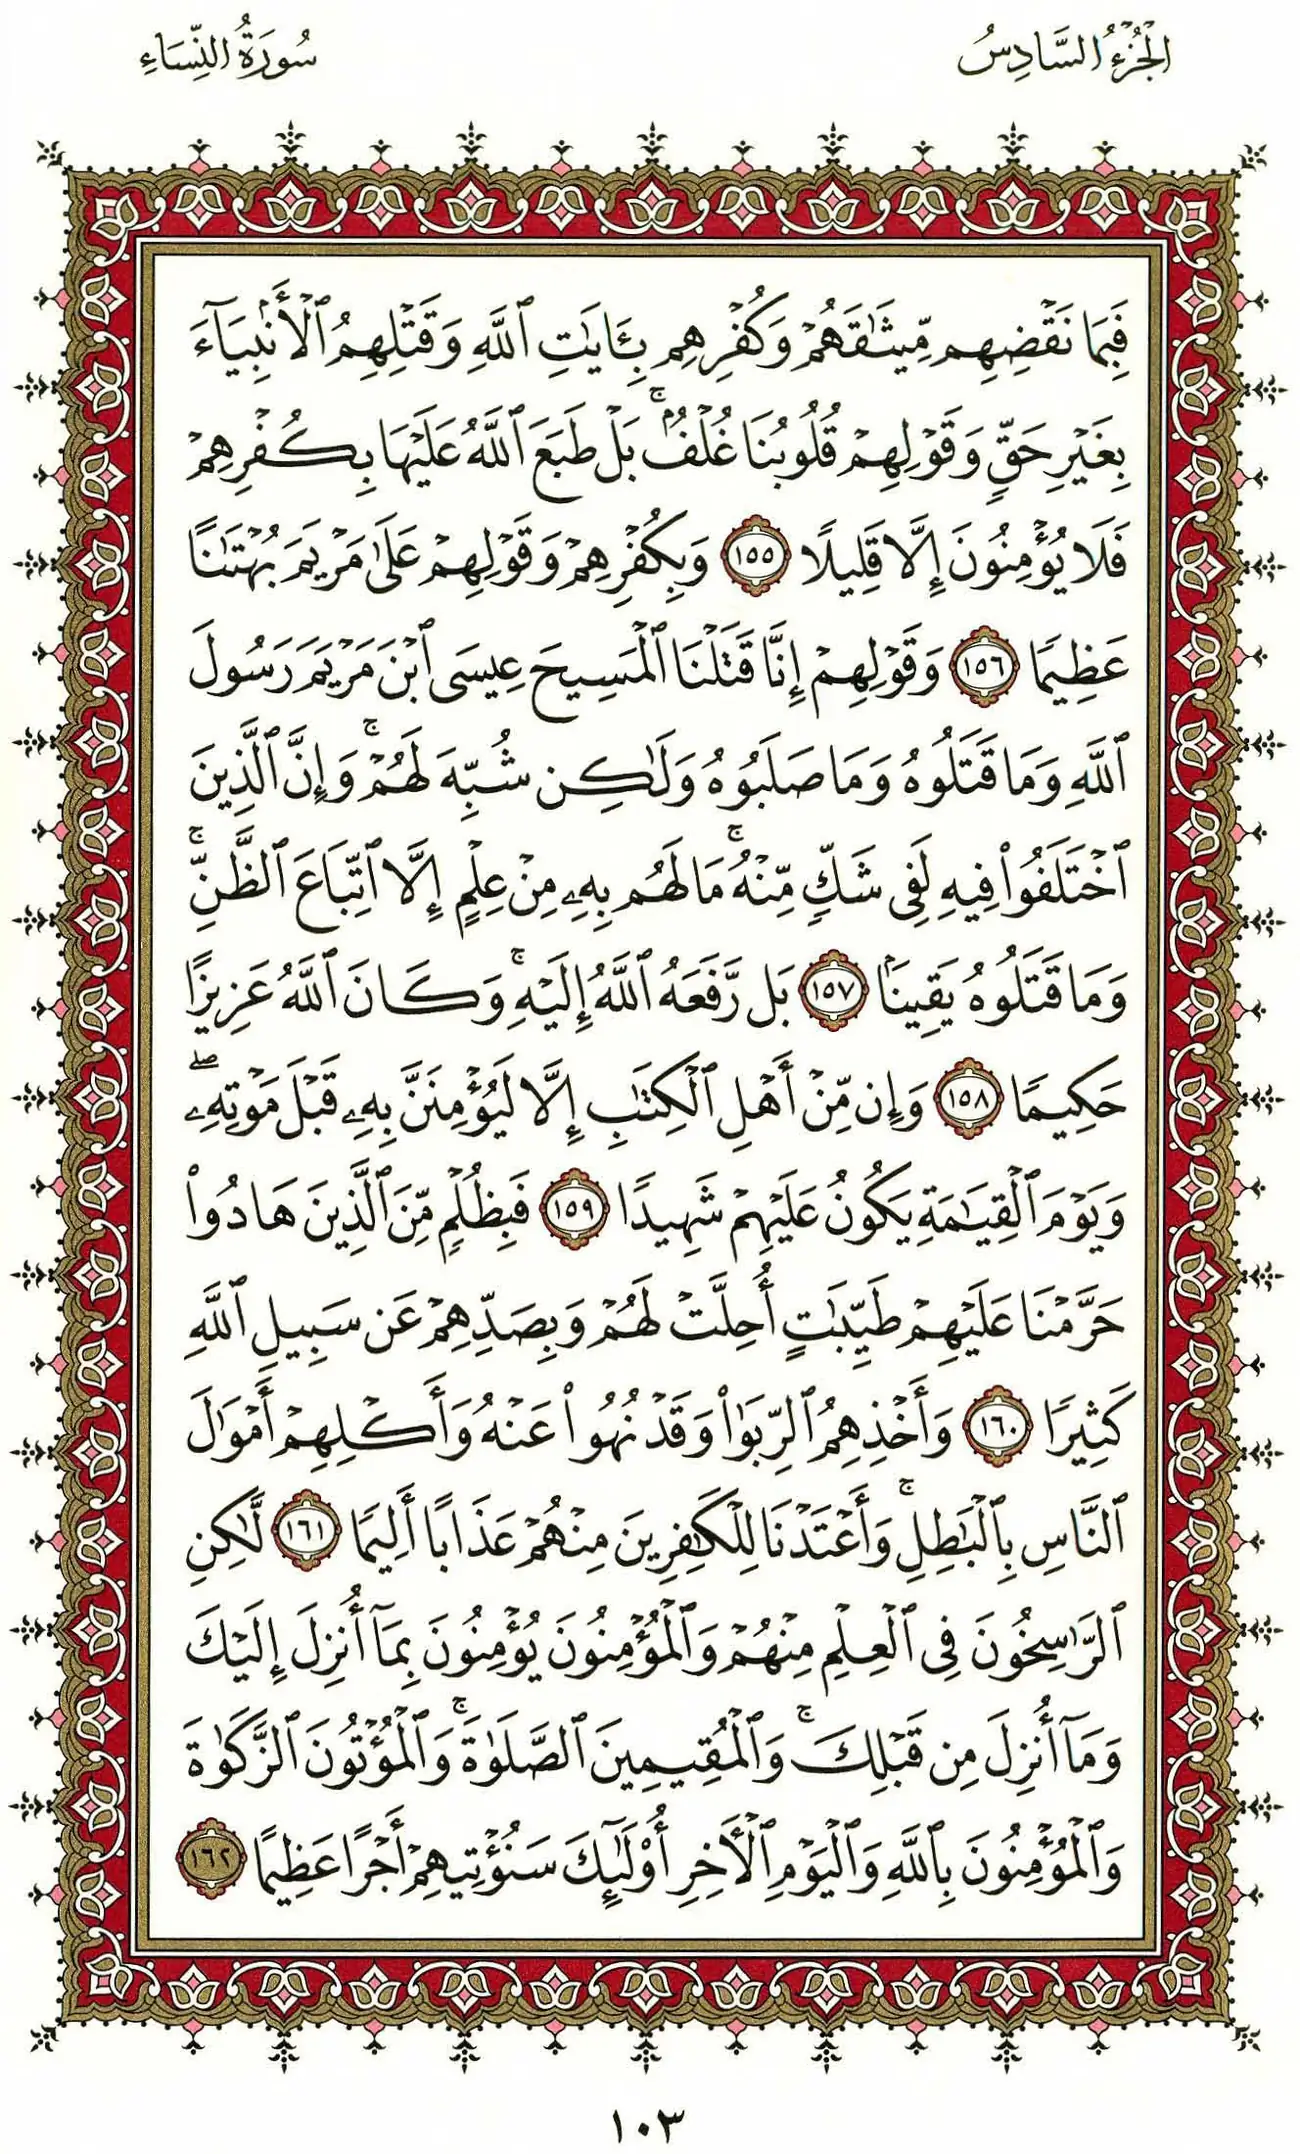 الجزء السادس
سورة النساء
فَبِمَا نَقْضِهِم مِّيثَٰقَهُمْ وَكُفْرِهِم بِـَٔايَٰتِ ٱللَّهِ وَقَتْلِهِمُ ٱلْأَنۢبِيَآءَ
بِغَيْرِ حَقٍّ وَقَوْلِهِمْ قُلُوبُنَا غُلْفٌۢ ۚ بَلْ طَبَعَ ٱللَّهُ عَلَيْهَا بِكُفْرِهِمْ
فَلَا يُؤْمِنُونَ إِلَّا قَلِيلًا ١٥٥ وَبِكُفْرِهِمْ وَقَوْلِهِمْ عَلَىٰ مَرْيَمَ بُهْتَٰنًا
عَظِيمًا ١٥٦ وَقَوْلِهِمْ إِنَّا قَتَلْنَا ٱلْمَسِيحَ عِيسَى ٱبْنَ مَرْيَمَ رَسُولَ
ٱللَّهِ وَمَا قَتَلُوهُ وَمَا صَلَبُوهُ وَلَٰكِن شُبِّهَ لَهُمْ ۚ وَإِنَّ ٱلَّذِينَ
ٱخْتَلَفُوا۟ فِيهِ لَفِى شَكٍّ مِّنْهُ ۚ مَا لَهُم بِهِۦ مِنْ عِلْمٍ إِلَّا ٱتِّبَاعَ ٱلظَّنِّ ۚ
وَمَا قَتَلُوهُ يَقِينًۢا ١٥٧ بَل رَّفَعَهُ ٱللَّهُ إِلَيْهِ ۚ وَكَانَ ٱللَّهُ عَزِيزًا
حَكِيمًا ١٥٨ وَإِن مِّنْ أَهْلِ ٱلْكِتَٰبِ إِلَّا لَيُؤْمِنَنَّ بِهِۦ قَبْلَ مَوْتِهِۦ ۖ
وَيَوْمَ ٱلْقِيَٰمَةِ يَكُونُ عَلَيْهِمْ شَهِيدًا ١٥٩ فَبِظُلْمٍ مِّنَ ٱلَّذِينَ هَادُوا۟
حَرَّمْنَا عَلَيْهِمْ طَيِّبَٰتٍ أُحِلَّتْ لَهُمْ وَبِصَدِّهِمْ عَن سَبِيلِ ٱللَّهِ
كَثِيرًا ١٦٠ وَأَخْذِهِمُ ٱلرِّبَوٰا۟ وَقَدْ نُهُوا۟ عَنْهُ وَأَكْلِهِمْ أَمْوَٰلَ
ٱلنَّاسِ بِٱلْبَٰطِلِ ۚ وَأَعْتَدْنَا لِلْكَٰفِرِينَ مِنْهُمْ عَذَابًا أَلِيمًا ١٦١ لَّٰكِنِ
ٱلرَّٰسِخُونَ فِى ٱلْعِلْمِ مِنْهُمْ وَٱلْمُؤْمِنُونَ يُؤْمِنُونَ بِمَآ أُنزِلَ إِلَيْكَ
وَمَآ أُنزِلَ مِن قَبْلِكَ ۚ وَٱلْمُقِيمِينَ ٱلصَّلَوٰةَ ۚ وَٱلْمُؤْتُونَ ٱلزَّكَوٰةَ
وَٱلْمُؤْمِنُونَ بِٱللَّهِ وَٱلْيَوْمِ ٱلْأَخِرِ أُو۟لَٰٓئِكَ سَنُؤْتِيهِمْ أَجْرًا عَظِيمًا ١٦٢
١٠٣